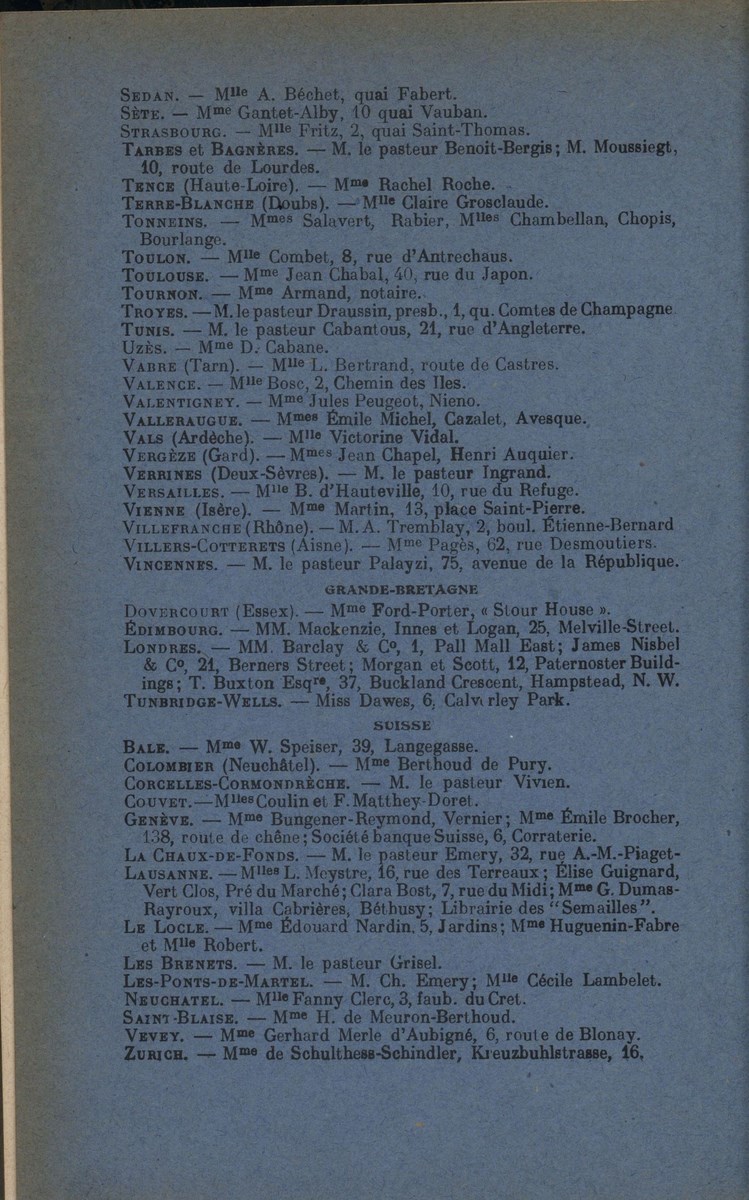 SEDAN. — Mlle A. Béchet, quai Fabert.
SÈTE. — Mme Gantet-Alby, 10 quai Vauban.
STRASBOURG. — Mlle Fritz, 2, quai Saint-Thomas.
TARBES et BAGNÈRES. — M. le pasteur Benoit-Bergis; M. Moussiegt,
10, route de Lourdes.
TENCE (Haute-Loire). — Mme Rachel Roche.
TERRE-BLANCHE (Doubs). — Mlle Claire Grosclaude.
TONNEINS. — Mmes Salavert, Rabier, Mlles Chambellan, Chopis,
Bourlange.
TOULON. — Mlle Combet, 8, rue d'Antrechaus.
TOULOUSE. — Mme Jean Chabal, 40, rue du Japon.
TOURNON. — Mme Armand, notaire.
TROYES. — M. le pasteur Draussin, presb., 1, qu. Comtes de Champagne
TUNIS. — M. le pasteur Cabantous, 21, rue d'Angleterre.
UZÈS. — Mme D. Cabane.
VABRE (Tarn). — Mlle L. Bertrand, route de Castres.
VALENCE. — Mlle Bosc, 2, Chemin des Iles.
VALENTIGNEY. — Mme Jules Peugeot, Nieno.
VALLERAUGUE. — Mmes Émile Michel, Cazalet, Avesque.
VALS (Ardèche). — Mlle Victorine Vidal.
VERGÈZE (Gard). — Mmes Jean Chapel, Henri Auquier.
VERRINES (Deux-Sèvres). — M. le pasteur Ingrand.
VERSAILLES. — Mlle B. d'Hauteville, 10, rue du Refuge.
VIENNE (Isère). — Mme Martin, 13, place Saint-Pierre.
VILLEFRANCHE (Rhône). — M. A. Tremblay, 2, boul. Étienne-Bernard
VILLERS-COTTERETS (Aisne). — Mme Pagès, 62, rue Desmoutiers.
VINCENNES. — M. le pasteur Palayzi, 75, avenue de la République.
GRANDE-BRETAGNE
DOVERCOURT (Essex). — Mme Ford-Porter, « Stour House ».
ÉDIMBOURG. — MM. Mackenzie, Innes et Logan, 25, Melville-Street.
LONDRES. — MM. Barclay & Co, 1, Pall Mall East; James Nisbel
& Co, 21, Berners Street; Morgan et Scott, 12, Paternoster Build-
ings; T. Buxton Esqre, 37, Buckland Crescent, Hampstead, N. W.
TUNBRIDGE-WELLS. — Miss Dawes, 6, Calverley Park.
SUISSE
BALE. — Mme W. Speiser, 39, Langegasse.
COLOMBIER (Neuchâtel). — Mme Berthoud de Pury.
CORCELLES-CORMONDRÈCHE. — M. le pasteur Vivien.
COUVET. — Mlles Coulin et F. Matthey-Doret.
GENÈVE. — Mme Bungener-Reymond, Vernier; Mme Émile Brocher,
138, route de chêne; Société banque Suisse, 6, Corraterie.
LA CHAUX-DE-FONDS. — M. le pasteur Emery, 32, rue A.-M.-Piaget-
LAUSANNE. — Mlles L. Meystre, 16, rue des Terreaux; Élise Guignard,
Vert Clos, Pré du Marché; Clara Bost, 7, rue du Midi; Mme G. Dumas-
Rayroux, villa Cabrières, Béthusy; Librairie des "Semailles".
LE LOCLE. — Mme Édouard Nardin, 5, Jardins; Mme Huguenin-Fabre
et Mlle Robert.
LES BRENETS. — M. le pasteur Grisel.
LES-PONTS-DE-MARTEL. — M. Ch. Emery; Mlle Cécile Lambelet.
NEUCHATEL. — Mlle Fanny Clerc, 3, faub. du Cret.
SAINT-BLAISE. — Mme H. de Meuron-Berthoud.
VEVEY. — Mme Gerhard Merle d'Aubigné, 6, route de Blonay.
ZURICH. — Mme de Schulthess-Schindler, Kreuzbuhlstrasse, 16.